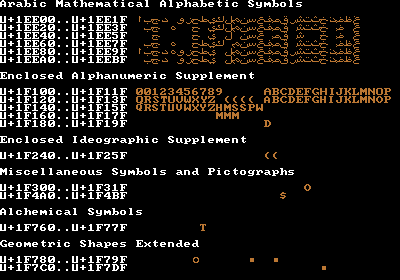 Arabic Mathematical Alphabetic Symbols
U+1EE00..U+1EE1F
U+1EE20..U+1EE3F
U+1EE40..U+1EE5F
U+1EE60..U+1EE7F
U+1EE80..U+1EE9F
U+1EEA0..U+1EEBF
Enclosed Alphanumeric Supplement
U+1F100..U+1F11F 00123456789 ABCDEFGHIJKLMNOP
U+1F120..U+1F13F QRSTUVWXYZ (((( ABCDEFGHIJKLMNOP
U+1F140..U+1F15F QRSTUVWXYZHMSSPW
U+1F160..U+1F17F MMM
U+1F180..U+1F19F D
Enclosed Ideographic Supplement
U+1F240..U+1F25F ((
Miscellaneous Symbols and Pictographs
U+1F300..U+1F31F O
U+1F4A0..U+1F4BF $
Alchemical Symbols
U+1F760..U+1F77F T
Geometric Shapes Extended
U+1F780..U+1F79F o ▪ ▪
U+1F7C0..U+1F7DF ▪